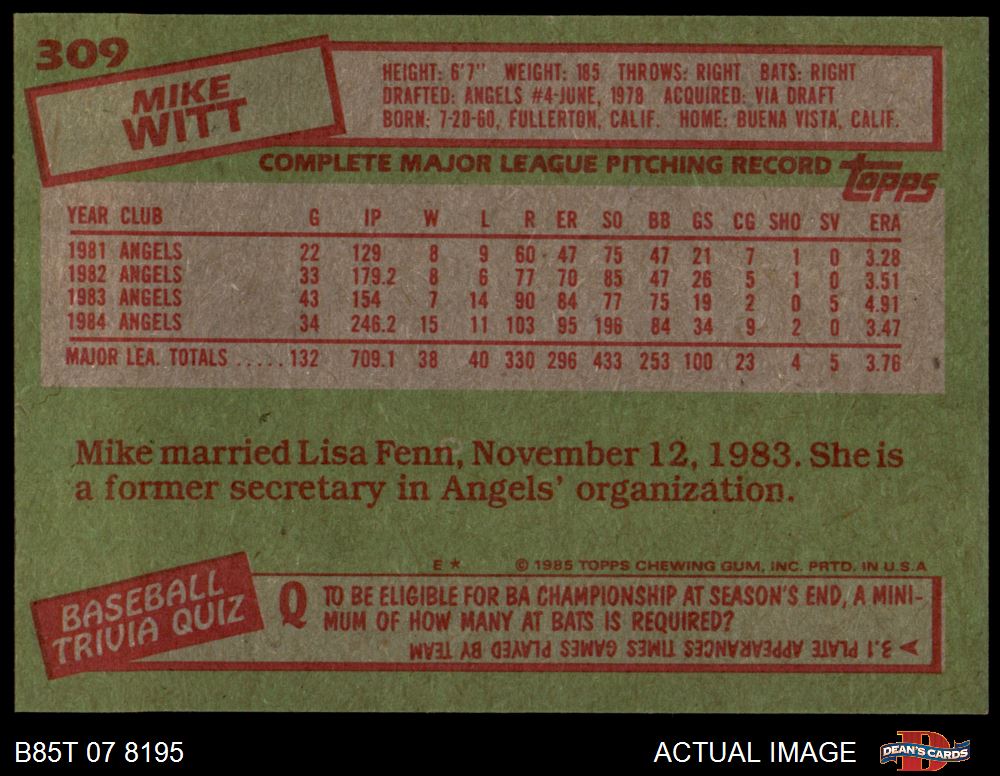 309
MIKE
WITT
HEIGHT: 6'7" WEIGHT: 185 THROWS: RIGHT BATS: RIGHT
DRAFTED: ANGELS #4-JUNE, 1978 ACQUIRED: VIA DRAFT
BORN: 7-20-60, FULLERTON, CALIF. HOME: BUENA VISTA, CALIF.
COMPLETE MAJOR LEAGUE PITCHING RECORD
topps
YEAR CLUB G IP W L R ER SO BB GS CG SHO SV ERA
1981 ANGELS 22 129 8 9 60 47 75 47 21 7 1 0 3.28
1982 ANGELS 33 179.2 8 6 77 70 85 47 26 5 1 0 3.51
1983 ANGELS 43 154 7 14 90 84 77 75 19 2 0 5 4.91
1984 ANGELS 34 246.2 15 11 103 95 196 84 34 9 2 0 3.47
MAJOR LEA. TOTALS ..... 132 709.1 38 40 330 296 433 253 100 23 4 5 3.76
Mike married Lisa Fenn, November 12, 1983. She is
a former secretary in Angels' organization.
E * © 1985 TOPPS CHEWING GUM, INC. PRTD. IN U.S.A
BASEBALL
TRIVIA QUIZ
Q TO BE ELIGIBLE FOR BA CHAMPIONSHIP AT SEASON'S END, A MINI-
MUM OF HOW MANY AT BATS IS REQUIRED?
3.1 PLATE APPEARANCES TIMES GAMES PLAYED BY TEAM
B85T 07 8195
ACTUAL IMAGE
D
DEAN'S CARDS